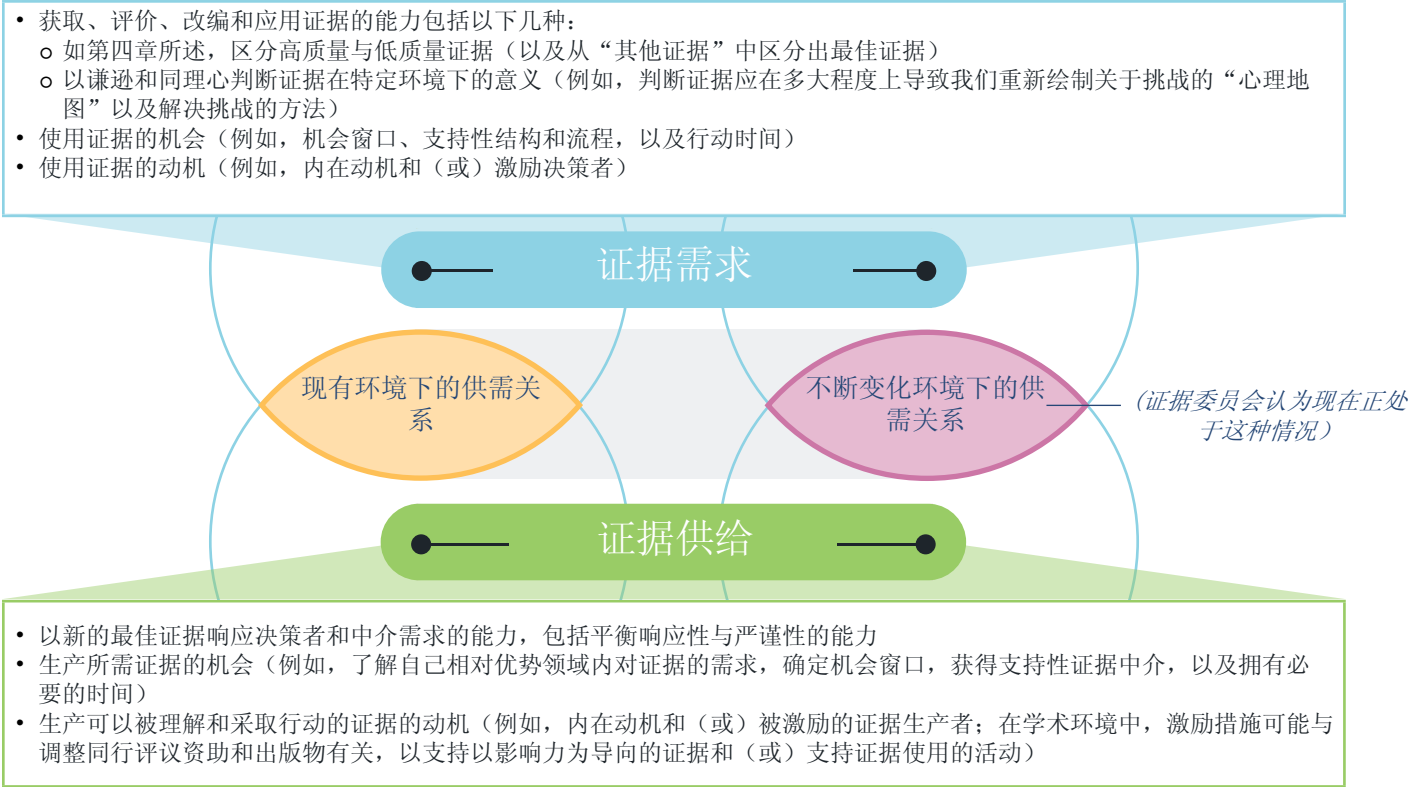 • 获取、评价、改编和应用证据的能力包括以下几种：
o 如第四章所述，区分高质量与低质量证据（以及从“其他证据”中区分出最佳证据）
o 以谦逊和同理心判断证据在特定环境下的意义（例如，判断证据应在多大程度上导致我们重新绘制关于挑战的“心理地
图”以及解决挑战的方法）
• 使用证据的机会（例如，机会窗口、支持性结构和流程，以及行动时间）
• 使用证据的动机（例如，内在动机和（或）激励决策者）
证据需求
现有环境下的供需关
系
不断变化环境下的供
需关系
（证据委员会认为现在正处
于这种情况）
证据供给
• 以新的最佳证据响应决策者和中介需求的能力，包括平衡响应性与严谨性的能力
• 生产所需证据的机会（例如，了解自己相对优势领域内对证据的需求，确定机会窗口，获得支持性证据中介，以及拥有必
要的时间）
• 生产可以被理解和采取行动的证据的动机（例如，内在动机和（或）被激励的证据生产者；在学术环境中，激励措施可能与
调整同行评议资助和出版物有关，以支持以影响力为导向的证据和（或）支持证据使用的活动）